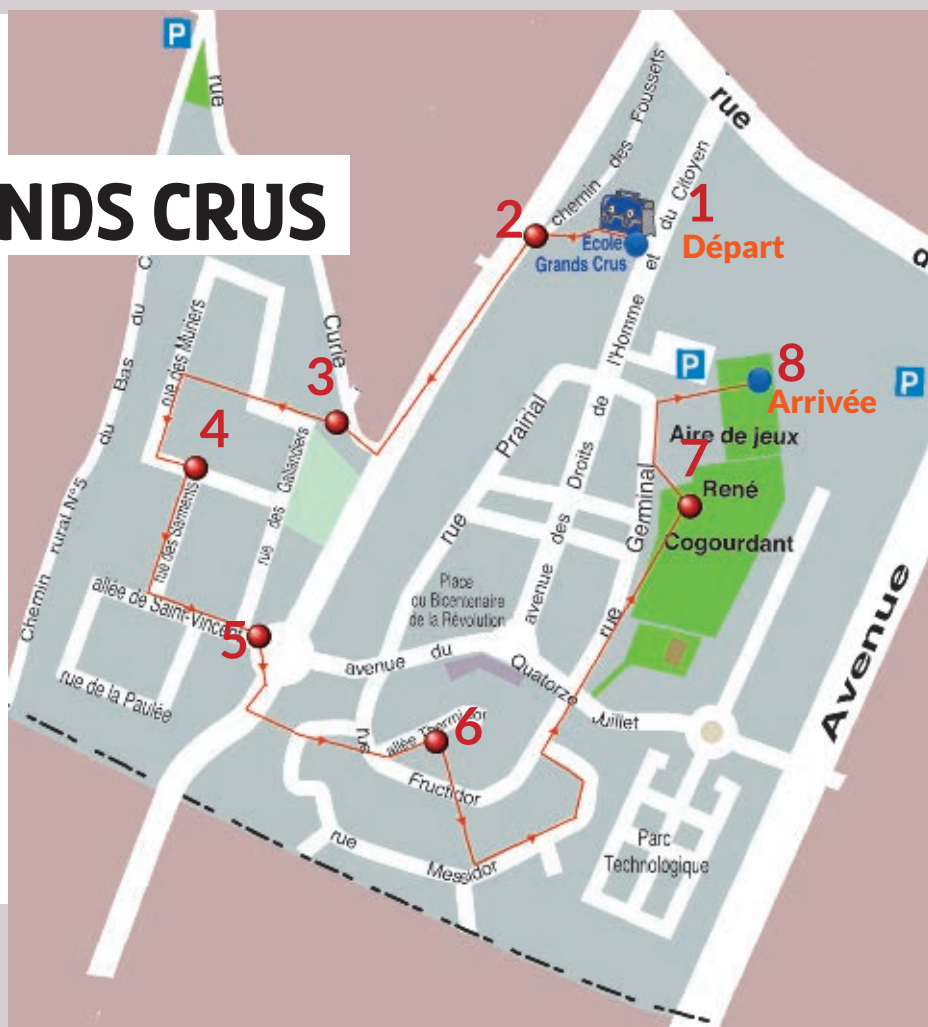 P
rue
NDS CRUS
chemin des Foussets
rue
2
1
Départ
Ecole
Grands Crus
avenue des Droits de l'Homme et du Citoyen
Chemin rural N°5 du Bas du
rue des Muniers
Curie
3
4
P
8
Arrivée
P
Aire de jeux
7
René
Cogourdant
rue Prairial
rue Germinal
rue des Gallandiers
rue des Sarments
allée de Saint-Vincent
5
rue de la Paulée
Place
du Bicentenaire
de la Révolution
avenue du Quatorze Juillet
6
allée Thermidor
rue Fructidor
rue Messidor
Parc
Technologique
Avenue